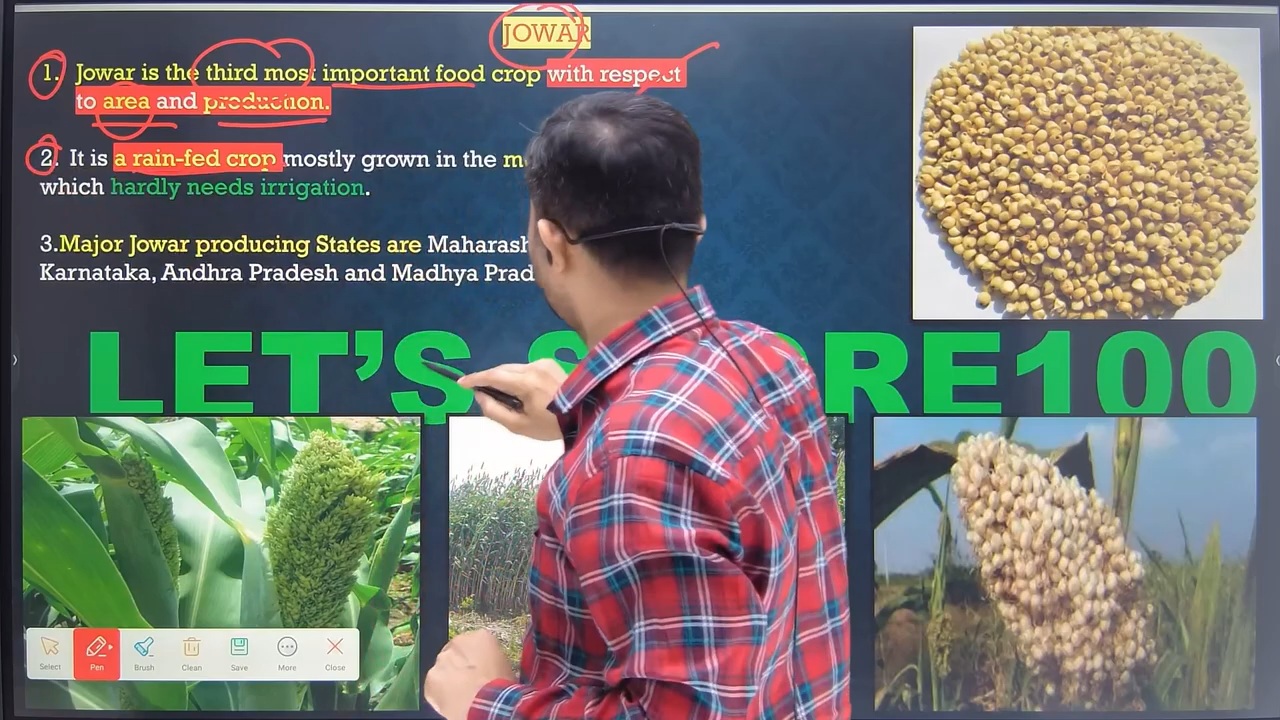 JOWAR
1. Jowar is the third most important food crop with respect
to area and production.
2. It is a rain-fed crop mostly grown in the
which hardly needs irrigation.
3.Major Jowar producing States are
Karnataka, Andhra Pradesh and Madhya
LET'S RE100
Select Pen Brush Clean Save More Close